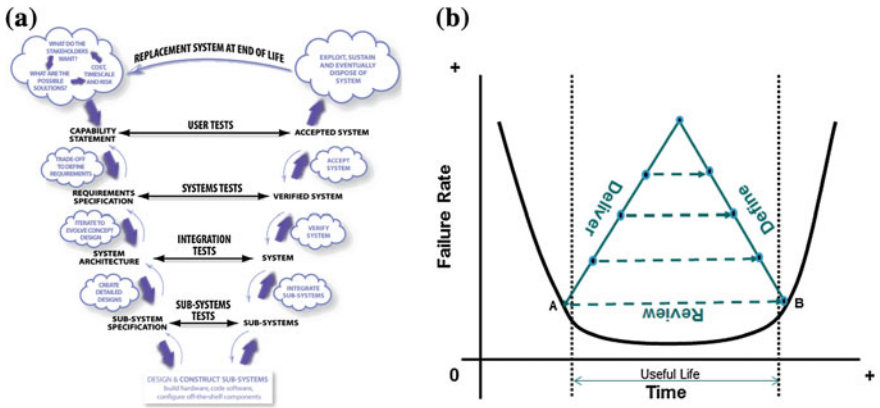 (a)
WHAT DO THE
STAKEHOLDERS
WANT?
COST,
TIMESCALE
AND RISK
WHAT ARE THE
POSSIBLE
SOULTIONS?
REPLACEMENT SYSTEM AT END OF LIFE
EXPLOIT, SUSTAIN
AND EVENTUALLY
DISPOSE OF
SYSTEM
CAPABILITY
STATEMENT
USER TESTS
ACCEPTED SYSTEM
TRADE-OFF
TO DEFINE
REQUIREMENTS
ACCEPT
SYSTEM
REQUIREMENTS
SPECIFICATION
SYSTEMS TESTS
VERIFIED SYSTEM
ITERATE TO
EVOLVE CONCEPT
DESIGN
VERIFY
SYSTEM
SYSTEM
ARCHITECTURE
INTEGRATION
TESTS
SYSTEM
CREATE
DETAILED
DESIGNS
INTEGRATE
SUB-SYSTEMS
SUB-SYSTEM
SPECIFICATION
SUB-SYSTEMS
TESTS
SUB-SYSTEMS
DESIGN & CONSTRUCT SUB-SYSTEMS
build hardware, code software,
configure off-the-shelf components
(b)
+
Failure Rate
Deliver
Define
A
B
Review
0
Useful Life
Time
+